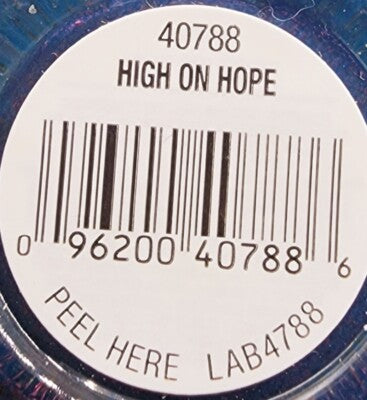 40788
HIGH ON HOPE
0 96200 40788 6
PEEL HERE LAB4788